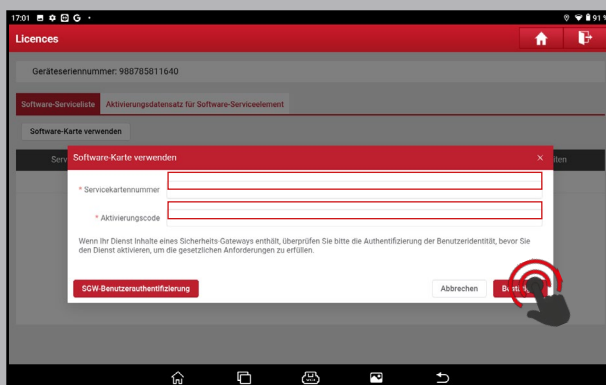 17:01 G 91 %
Licences
Geräteseriennummer: 988785811640
Software-Serviceliste Aktivierungsdatensatz für Software-Serviceelement
Software-Karte verwenden
Serv
Software-Karte verwenden ×
* Servicekartennummer
* Aktivierungscode
Wenn Ihr Dienst Inhalte eines Sicherheits-Gateways enthält, überprüfen Sie bitte die Authentifizierung der Benutzeridentität, bevor Sie
den Dienst aktivieren, um die gesetzlichen Anforderungen zu erfüllen.
SGW-Benutzerauthentifizierung Abbrechen